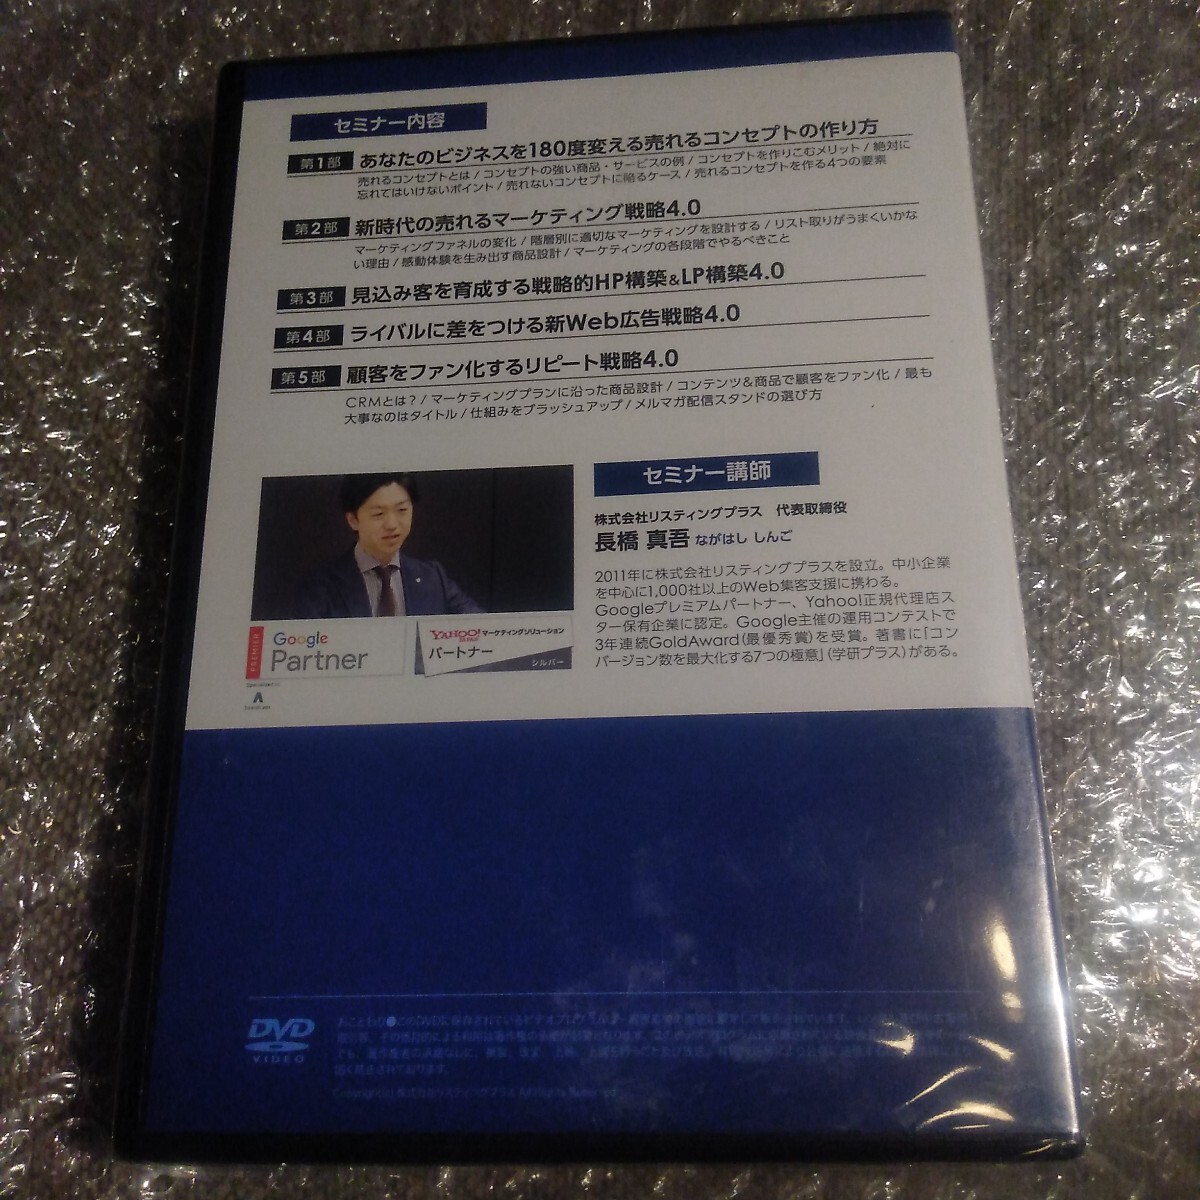 セミナー内容
第1部 あなたのビジネスを180度変える売れるコンセプトの作り方
売れるコンセプトとは / コンセプトの強い商品・サービスの例 / コンセプトを作りこむメリット / 絶対に
忘れてはいけないポイント / 売れないコンセプトに陥るケース / 売れるコンセプトを作る4つの要素
第2部 新時代の売れるマーケティング戦略4.0
マーケティングファネルの変化 / 階層別に適切なマーケティングを設計する / リスト取りがうまくいかな
い理由 / 感動体験を生み出す商品設計 / マーケティングの各段階でやるべきこと
第3部 見込み客を育成する戦略的HP構築&LP構築4.0
第4部 ライバルに差をつける新Web広告戦略4.0
第5部 顧客をファン化するリピート戦略4.0
CRMとは? / マーケティングプランに沿った商品設計 / コンテンツ&商品で顧客をファン化 / 最も
大事なのはタイトル / 仕組みをブラッシュアップ / メルマガ配信スタンドの選び方
セミナー講師
株式会社リスティングプラス 代表取締役
長橋 真吾 ながはし しんご
2011年に株式会社リスティングプラスを設立。中小企業
を中心に1,000社以上のWeb集客支援に携わる。
Googleプレミアムパートナー、Yahoo!正規代理店ス
ター保有企業に認定。Google主催の運用コンテストで
3年連続GoldAward(最優秀賞)を受賞。著書に「コン
バージョン数を最大化する7つの極意」(学研プラス)がある。
PREMIER
Google
Partner
YAHOO! JAPAN マーケティングソリューション
パートナー
シルバー
DVD
VIDEO